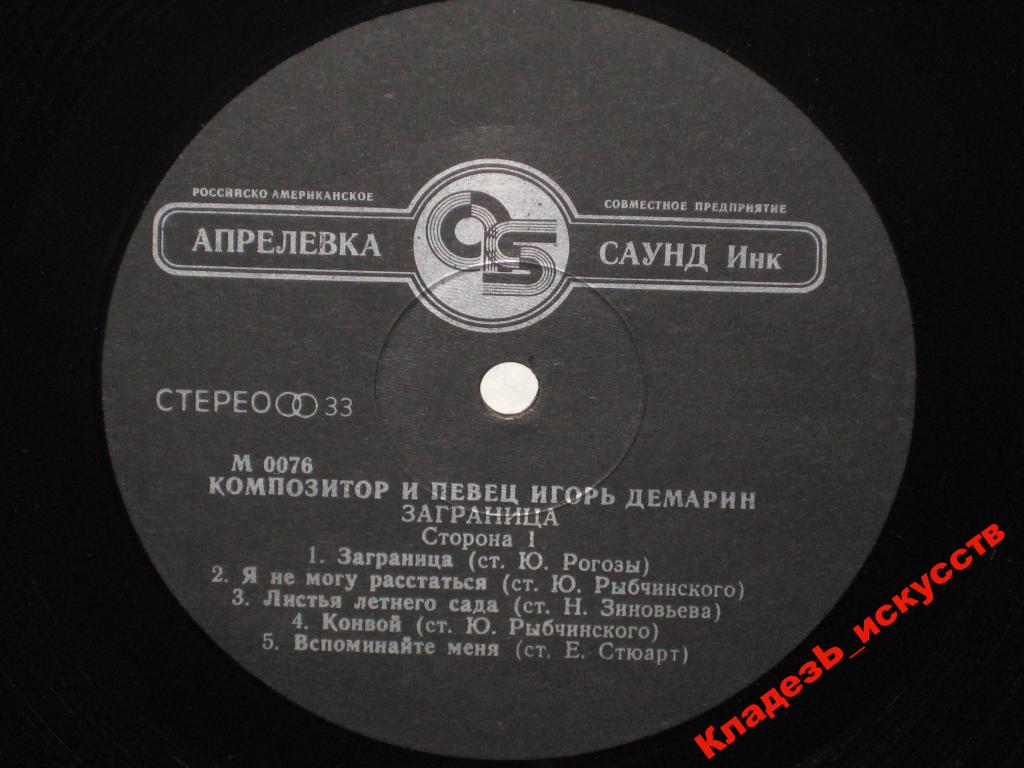 РОССИЙСКО-АМЕРИКАНСКОЕ
СОВМЕСТНОЕ ПРЕДПРИЯТИЕ
АПРЕЛЕВКА
САУНД Инк
СТЕРЕО 33
М 0076
КОМПОЗИТОР И ПЕВЕЦ ИГОРЬ ДЕМАРИН
ЗАГРАНИЦА
Сторона 1
1. Заграница (ст. Ю. Рогозы)
2. Я не могу расстаться (ст. Ю. Рыбчинского)
3. Листья летнего сада (ст. Н. Зиновьева)
4. Конвой (ст. Ю. Рыбчинского)
5. Вспоминайте меня (ст. Е. Стюарт)
Кладезь_искусств